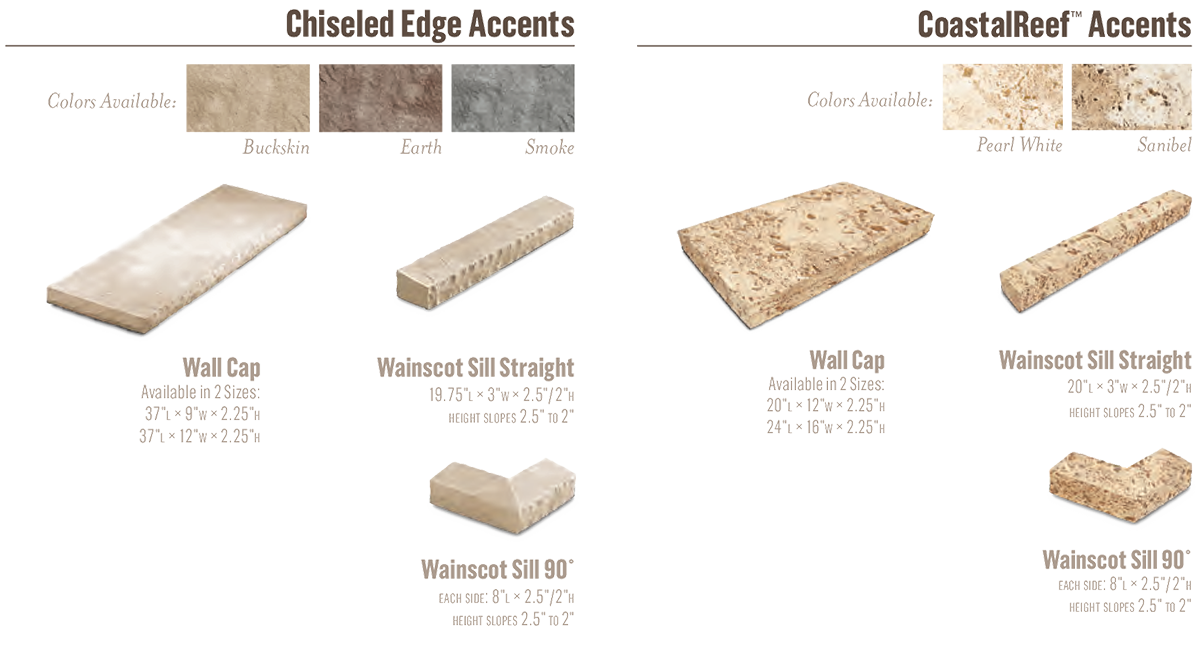 Chiseled Edge Accents
Colors Available:
Buckskin
Earth
Smoke
Wall Cap
Available in 2 Sizes:
37"L × 9"W × 2.25"H
37"L × 12"W × 2.25"H
Wainscot Sill Straight
19.75"L × 3"W × 2.5"/2"H
HEIGHT SLOPES 2.5" TO 2"
Wainscot Sill 90°
EACH SIDE: 8"L × 2.5"/2"H
HEIGHT SLOPES 2.5" TO 2"
CoastalReef™ Accents
Colors Available:
Pearl White
Sanibel
Wall Cap
Available in 2 Sizes:
20"L × 12"W × 2.25"H
24"L × 16"W × 2.25"H
Wainscot Sill Straight
20"L × 3"W × 2.5"/2"H
HEIGHT SLOPES 2.5" TO 2"
Wainscot Sill 90°
EACH SIDE: 8"L × 2.5"/2"H
HEIGHT SLOPES 2.5" TO 2"